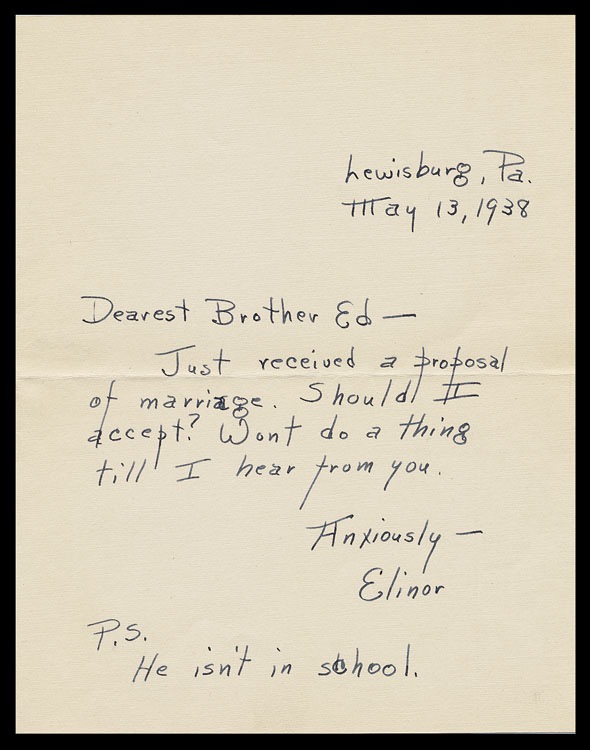 Lewisburg, Pa.
May 13, 1938
Dearest Brother Ed —
Just received a proposal
of marriage. Should I
accept? Wont do a thing
till I hear from you.
Anxiously —
Elinor
P.S.
He isn't in school.